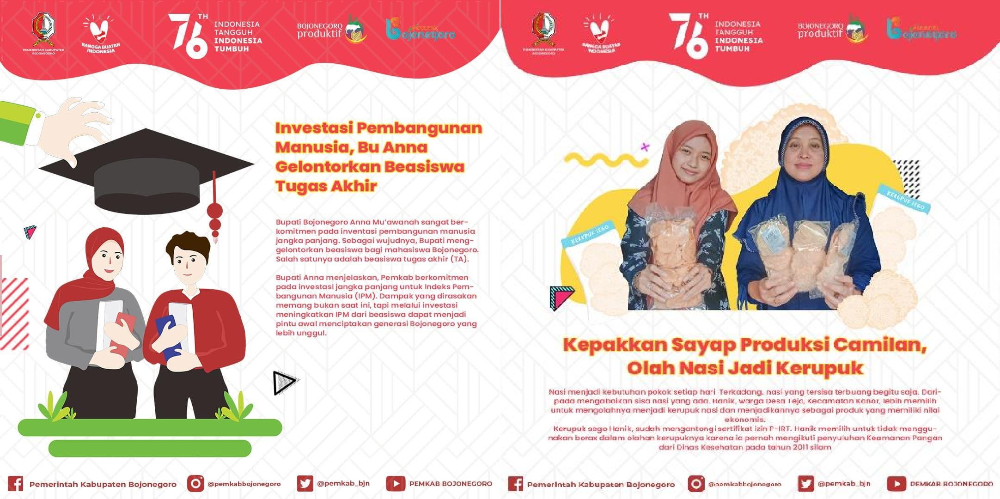 PEMERINTAH KABUPATEN
BOJONEGORO
BANGGA BUATAN
INDONESIA
76 TH
INDONESIA
TANGGUH
INDONESIA
TUMBUH
BOJONEGORO
produktif
Pinarak
Bojonegoro
Investasi Pembangunan
Manusia, Bu Anna
Gelontorkan Beasiswa
Tugas Akhir
Bupati Bojonegoro Anna Mu'awanah sangat ber-
komitmen pada inventasi pembangunan manusia
jangka panjang. Sebagai wujudnya, Bupati meng-
gelontorkan beasiswa bagi mahasiswa Bojonegoro.
Salah satunya adalah beasiswa tugas akhir (TA).
Bupati Anna menjelaskan, Pemkab berkomitmen
pada investasi jangka panjang untuk Indeks Pem-
bangunan Manusia (IPM). Dampak yang dirasakan
memang bukan saat ini, tapi melalui investasi
meningkatkan IPM dari beasiswa dapat menjadi
pintu awal menciptakan generasi Bojonegoro yang
lebih unggul.
Pemerintah Kabupaten Bojonegoro
@pemkabbojonegoro
@pemkab_bjn
PEMKAB BOJONEGORO
PEMERINTAH KABUPATEN
BOJONEGORO
BANGGA BUATAN
INDONESIA
76 TH
INDONESIA
TANGGUH
INDONESIA
TUMBUH
BOJONEGORO
produktif
Pinarak
Bojonegoro
KERUPUK SEGO
KERUPUK SEGO
Kepakkan Sayap Produksi Camilan,
Olah Nasi Jadi Kerupuk
Nasi menjadi kebutuhan pokok setiap hari. Terkadang, nasi yang tersisa terbuang begitu saja. Dari-
pada mengabaikan sisa nasi yang ada. Hanik, warga Desa Tejo, Kecamatan Kanor, lebih memilih
untuk mengolahnya menjadi kerupuk nasi dan menjadikannya sebagai produk yang memiliki nilai
ekonomis.
Kerupuk sego Hanik, sudah mengantongi sertifikat izin P-IRT. Hanik memilih untuk tidak menggu-
nakan borax dalam olahan kerupuknya karena ia pernah mengikuti penyuluhan Keamanan Pangan
dari Dinas Kesehatan pada tahun 2011 silam
Pemerintah Kabupaten Bojonegoro
@pemkabbojonegoro
@pemkab_bjn
PEMKAB BOJONEGORO